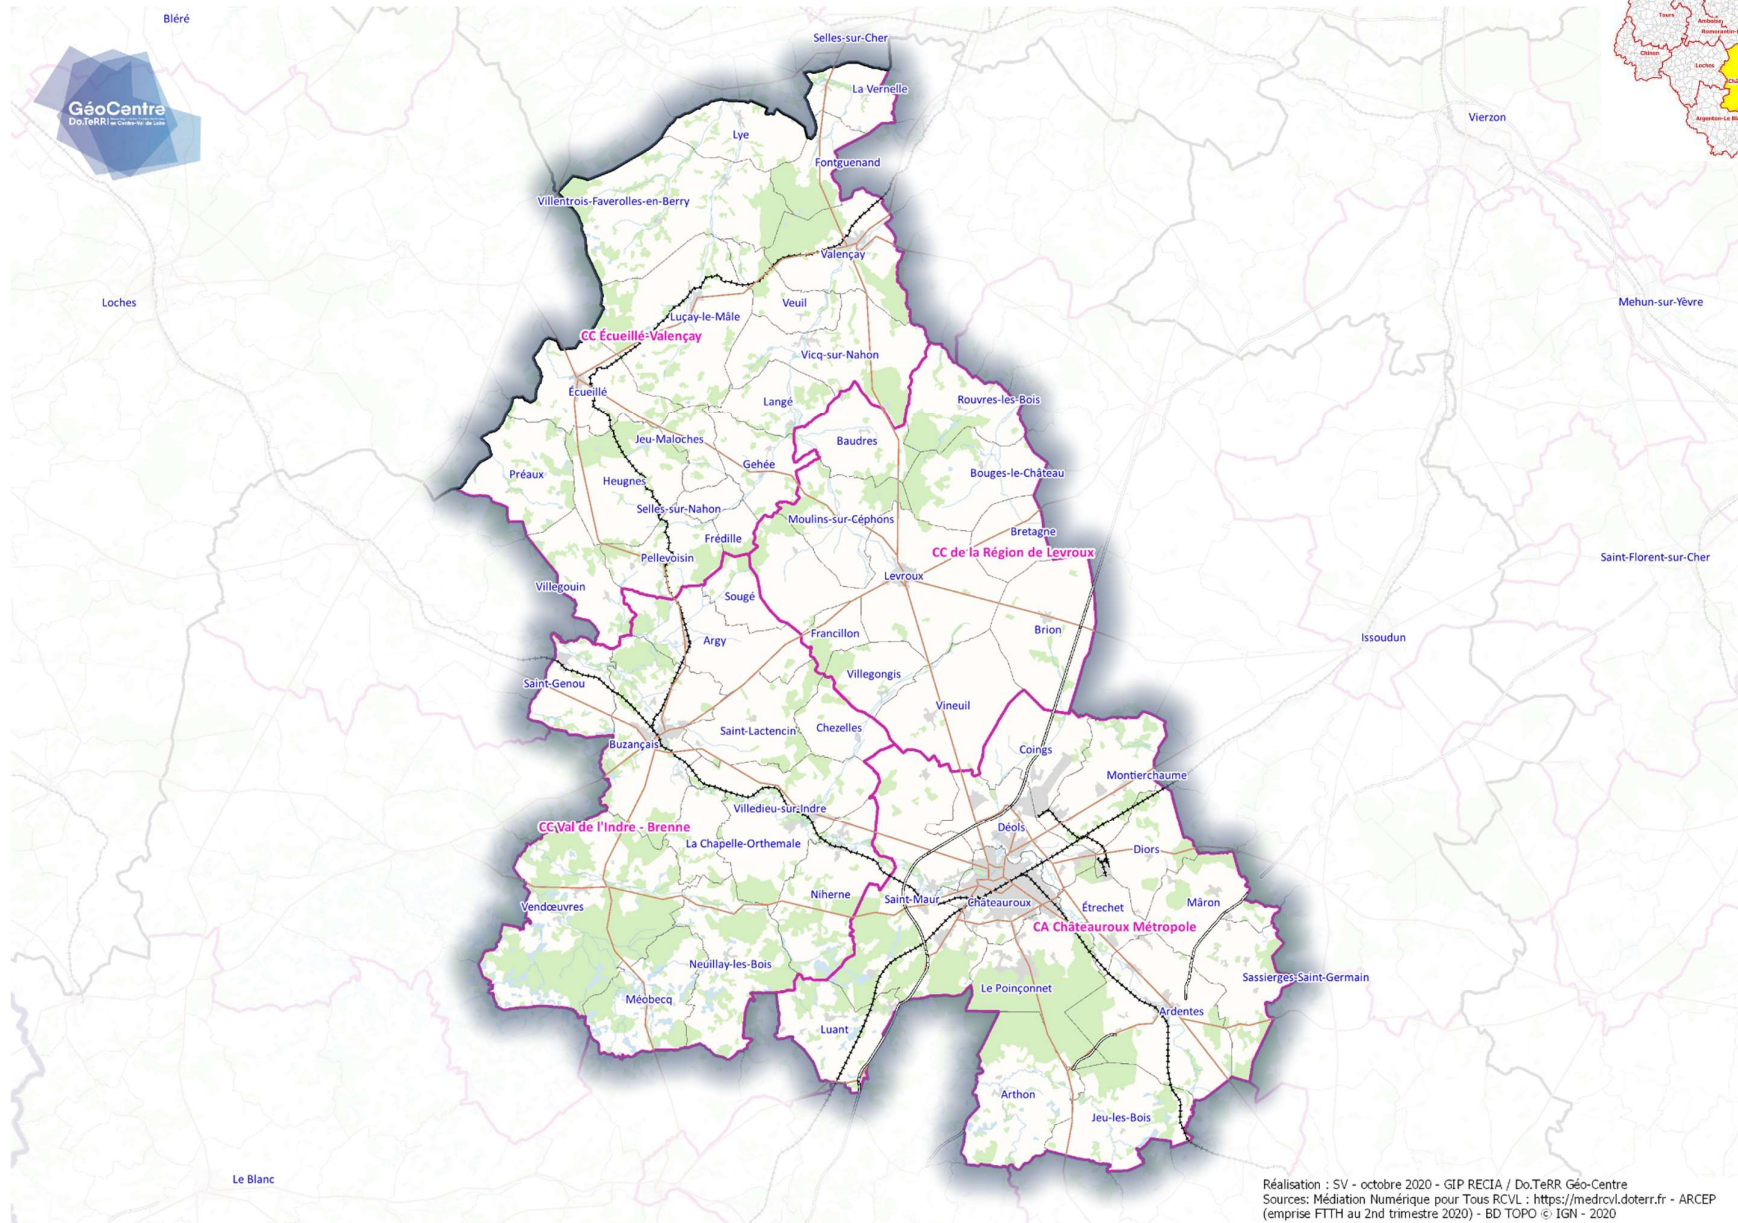 Bléré
Selles-sur-Cher
Tours
Chinon
Loches
GéoCentre
Do.TeRR
en Centre-Val de Loire
La Vernelle
Vierzon
Lye
Fontguenand
Villentrois-Faverolles-en-Berry
Valençay
Loches
Veuil
Mehun-sur-Yèvre
Luçay-le-Mâle
CC Écueillé-Valençay
Vicq-sur-Nahon
Écueillé
Langé
Rouvres-les-Bois
Jeu-Maloches
Baudres
Gehée
Préaux
Heugnes
Bouges-le-Château
Selles-sur-Nahon
Moulins-sur-Céphons
Frédille
Bretagne
CC de la Région de Levroux
Pellevoisin
Saint-Florent-sur-Cher
Levroux
Villegouin
Sougé
Francillon
Brion
Argy
Issoudun
Villegongis
Saint-Genou
Vineuil
Saint-Lactencin
Chezelles
Buzançais
Coings
Montierchaume
Villedieu-sur-Indre
CC Val de l'Indre - Brenne
Déols
La Chapelle-Orthemale
Diors
Niherne
Saint-Maur
Châteauroux
Vendœuvres
Étrechet
Mâron
CA Châteauroux Métropole
Neuillay-les-Bois
Sassierges-Saint-Germain
Le Poinçonnet
Méobecq
Ardentes
Luant
Arthon
Jeu-les-Bois
Le Blanc
Réalisation : SV - octobre 2020 - GIP RECIA / Do.TeRR Géo-Centre
Sources: Médiation Numérique pour Tous RCVL : https://medrcvl.doterr.fr - ARCEP
(emprise FTTH au 2nd trimestre 2020) - BD TOPO © IGN - 2020